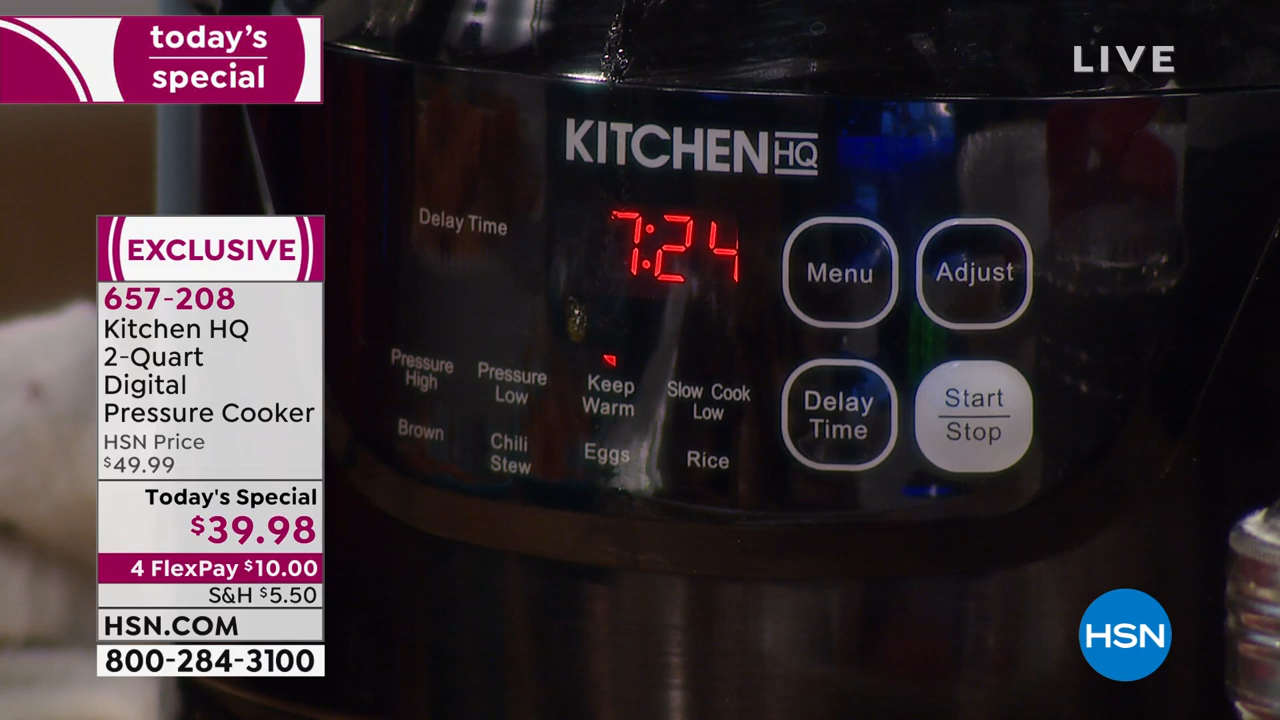 today's
special
LIVE
EXCLUSIVE
657-208
Kitchen HQ
2-Quart
Digital
Pressure Cooker
HSN Price
$49.99
Today's Special
$39.98
4 FlexPay $10.00
S&H $5.50
HSN.COM
800-284-3100
KITCHEN HQ
Delay Time
7:24
Menu
Adjust
Pressure
High
Pressure
Low
Keep
Warm
Slow Cook
Low
Delay
Time
Start
Stop
Brown
Chili
Stew
Eggs
Rice
HSN